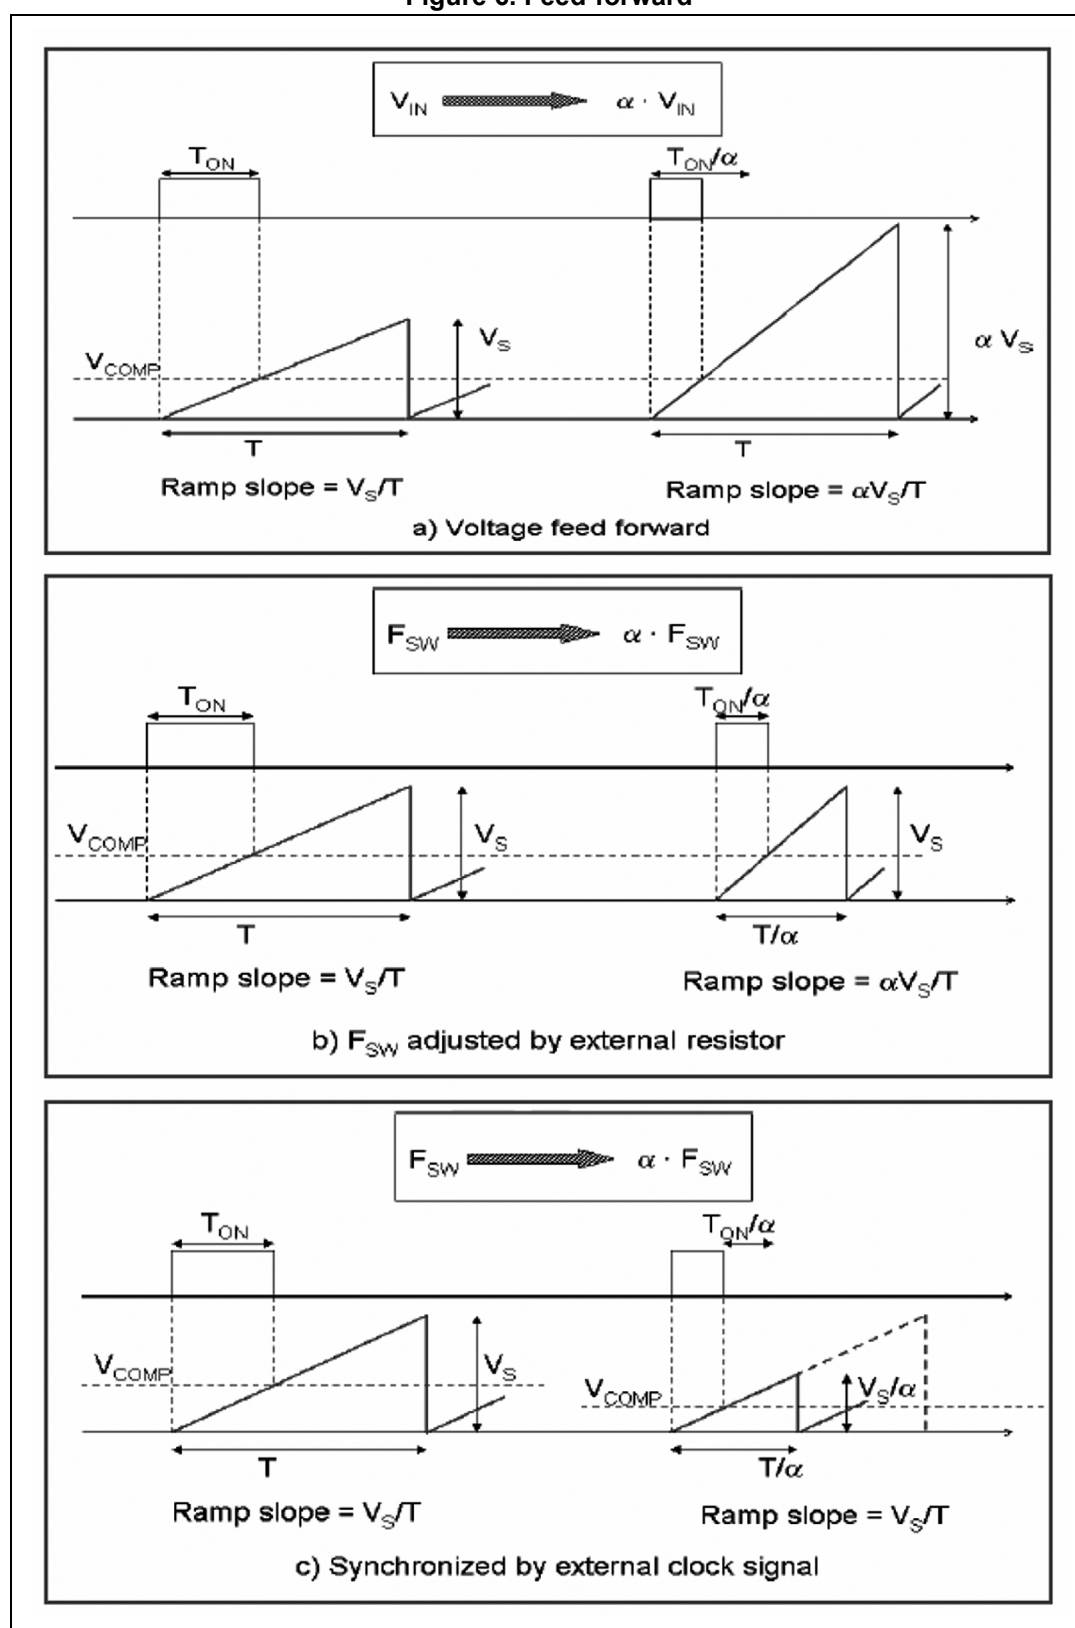 Figure 6. Feed forward
V_IN α · V_IN
T_ON T_ON/α
V_COMP V_S α V_S
T T
Ramp slope = V_S/T Ramp slope = αV_S/T
a) Voltage feed forward
F_SW α · F_SW
T_ON T_ON/α
V_COMP V_S V_S
T T/α
Ramp slope = V_S/T Ramp slope = αV_S/T
b) F_SW adjusted by external resistor
F_SW α · F_SW
T_ON T_ON/α
V_COMP V_S V_COMP V_S/α
T T/α
Ramp slope = V_S/T Ramp slope = V_S/T
c) Synchronized by external clock signal